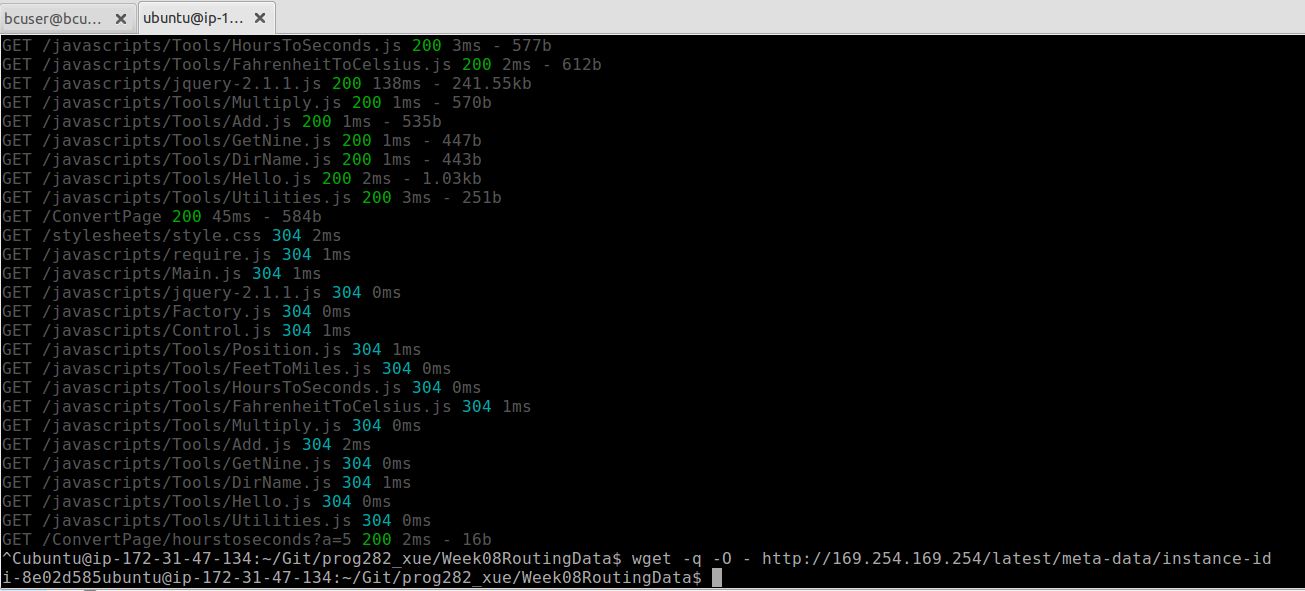 bcuser@bcu... × ubuntu@ip-1... ×
GET /javascripts/Tools/HoursToSeconds.js 200 3ms - 577b
GET /javascripts/Tools/FahrenheitToCelsius.js 200 2ms - 612b
GET /javascripts/jquery-2.1.1.js 200 138ms - 241.55kb
GET /javascripts/Tools/Multiply.js 200 1ms - 570b
GET /javascripts/Tools/Add.js 200 1ms - 535b
GET /javascripts/Tools/GetNine.js 200 1ms - 447b
GET /javascripts/Tools/DirName.js 200 1ms - 443b
GET /javascripts/Tools/Hello.js 200 2ms - 1.03kb
GET /javascripts/Tools/Utilities.js 200 3ms - 251b
GET /ConvertPage 200 45ms - 584b
GET /stylesheets/style.css 304 2ms
GET /javascripts/require.js 304 1ms
GET /javascripts/Main.js 304 1ms
GET /javascripts/jquery-2.1.1.js 304 0ms
GET /javascripts/Factory.js 304 0ms
GET /javascripts/Control.js 304 1ms
GET /javascripts/Tools/Position.js 304 1ms
GET /javascripts/Tools/FeetToMiles.js 304 0ms
GET /javascripts/Tools/HoursToSeconds.js 304 0ms
GET /javascripts/Tools/FahrenheitToCelsius.js 304 1ms
GET /javascripts/Tools/Multiply.js 304 0ms
GET /javascripts/Tools/Add.js 304 2ms
GET /javascripts/Tools/GetNine.js 304 0ms
GET /javascripts/Tools/DirName.js 304 1ms
GET /javascripts/Tools/Hello.js 304 0ms
GET /javascripts/Tools/Utilities.js 304 0ms
GET /ConvertPage/hourstoseconds?a=5 200 2ms - 16b
^Cubuntu@ip-172-31-47-134:~/Git/prog282_xue/Week08RoutingData$ wget -q -O - http://169.254.169.254/latest/meta-data/instance-id
i-8e02d585ubuntu@ip-172-31-47-134:~/Git/prog282_xue/Week08RoutingData$